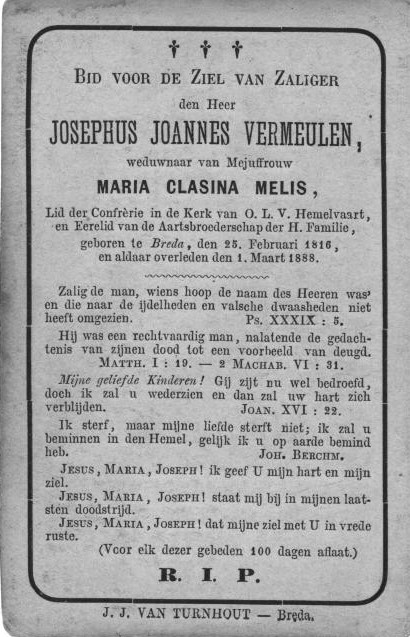 † † †
BID VOOR DE ZIEL VAN ZALIGER
den Heer
JOSEPHUS JOANNES VERMEULEN,
weduwnaar van Mejuffrouw
MARIA CLASINA MELIS,
Lid der Confrèrie in de Kerk van O. L. V. Hemelvaart,
en Eerelid van de Aartsbroederschap der H. Familie,
geboren te Breda, den 25. Februari 1816,
en aldaar overleden den 1. Maart 1888.
Zalig de man, wiens hoop de naam des Heeren was
en die naar de ijdelheden en valsche dwaasheden niet
heeft omgezien. Ps. XXXIX : 5.
Hij was een rechtvaardig man, nalatende de gedach-
tenis van zijnen dood tot een voorbeeld van deugd.
MATTH. I : 19. — 2 MACHAB. VI : 31.
Mijne geliefde Kinderen! Gij zijt nu wel bedroefd,
doch ik zal u wederzien en dan zal uw hart zich
verblijden. JOAN. XVI : 22.
Ik sterf, maar mijne liefde sterft niet; ik zal u
beminnen in den Hemel, gelijk ik u op aarde bemind
heb. JOH. BERCHM.
JESUS, MARIA, JOSEPH! ik geef U mijn hart en mijn
ziel.
JESUS, MARIA, JOSEPH! staat mij bij in mijnen laat-
sten doodstrijd.
JESUS, MARIA, JOSEPH! dat mijne ziel met U in vrede
ruste.
(Voor elk dezer gebeden 100 dagen aflaat.)
R. I. P.
J. J. VAN TURNHOUT — Breda.